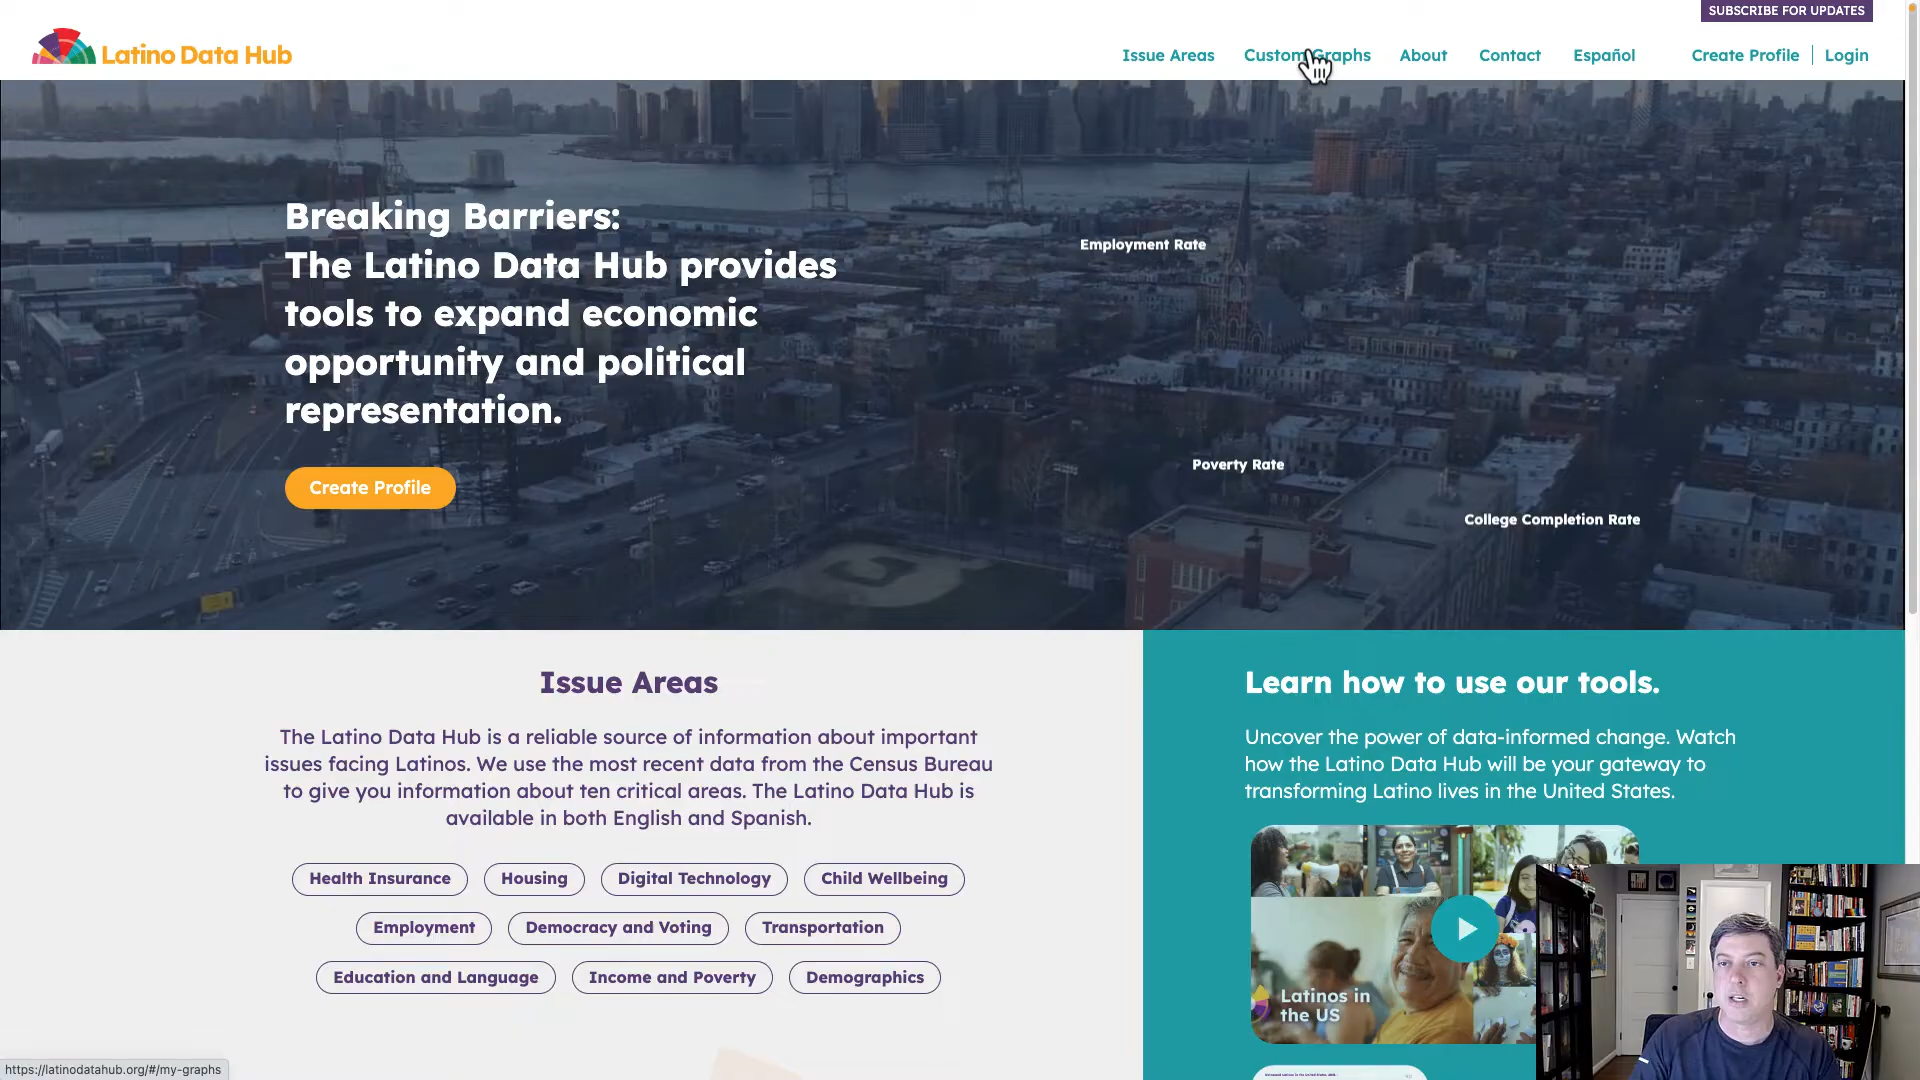 SUBSCRIBE FOR UPDATES
Latino Data Hub
Issue Areas
Custom Graphs
About
Contact
Español
Create Profile
Login
Breaking Barriers:
The Latino Data Hub provides
tools to expand economic
opportunity and political
representation.
Create Profile
Employment Rate
Poverty Rate
College Completion Rate
Issue Areas
The Latino Data Hub is a reliable source of information about important
issues facing Latinos. We use the most recent data from the Census Bureau
to give you information about ten critical areas. The Latino Data Hub is
available in both English and Spanish.
Health Insurance
Housing
Digital Technology
Child Wellbeing
Employment
Democracy and Voting
Transportation
Education and Language
Income and Poverty
Demographics
Learn how to use our tools.
Uncover the power of data-informed change. Watch
how the Latino Data Hub will be your gateway to
transforming Latino lives in the United States.
Latinos in
the US
https://latinodatahub.org/#/my-graphs